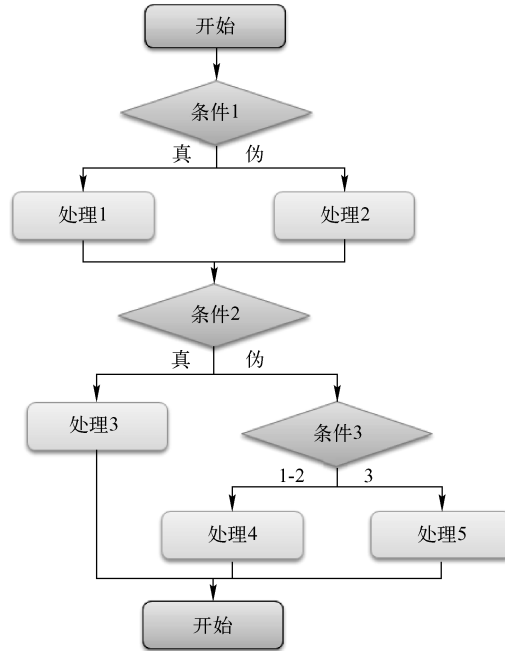 开始
条件1
真 伪
处理1 处理2
条件2
真 伪
处理3 条件3
1-2 3
处理4 处理5
开始